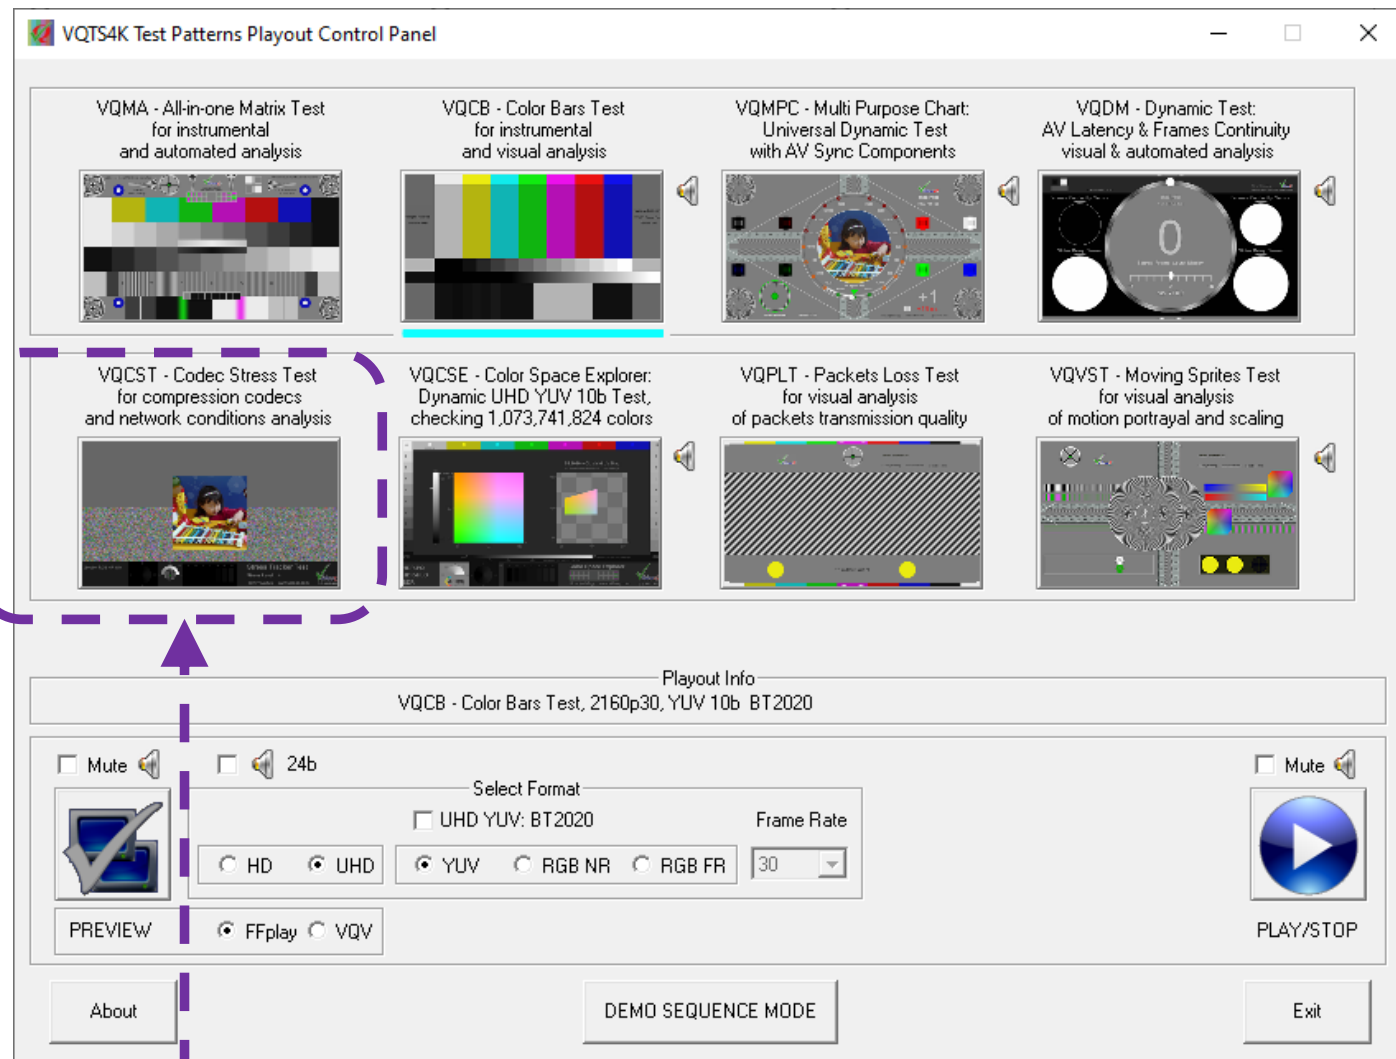 VQTS4K Test Patterns Playout Control Panel
VQMA - All-in-one Matrix Test
for instrumental
and automated analysis
VQCB - Color Bars Test
for instrumental
and visual analysis
VQMPC - Multi Purpose Chart:
Universal Dynamic Test
with AV Sync Components
VQDM - Dynamic Test:
AV Latency & Frames Continuity
visual & automated analysis
+1
0
VQCST - Codec Stress Test
for compression codecs
and network conditions analysis
VQCSE - Color Space Explorer:
Dynamic UHD YUV 10b Test,
checking 1,073,741,824 colors
VQPLT - Packets Loss Test
for visual analysis
of packets transmission quality
VQVST - Moving Sprites Test
for visual analysis
of motion portrayal and scaling
Playout Info
VQCB - Color Bars Test, 2160p30, YUV 10b BT2020
Mute
24b
Mute
Select Format
UHD YUV: BT2020
Frame Rate
HD
UHD
YUV
RGB NR
RGB FR
30
PREVIEW
FFplay
VQV
PLAY/STOP
About
DEMO SEQUENCE MODE
Exit